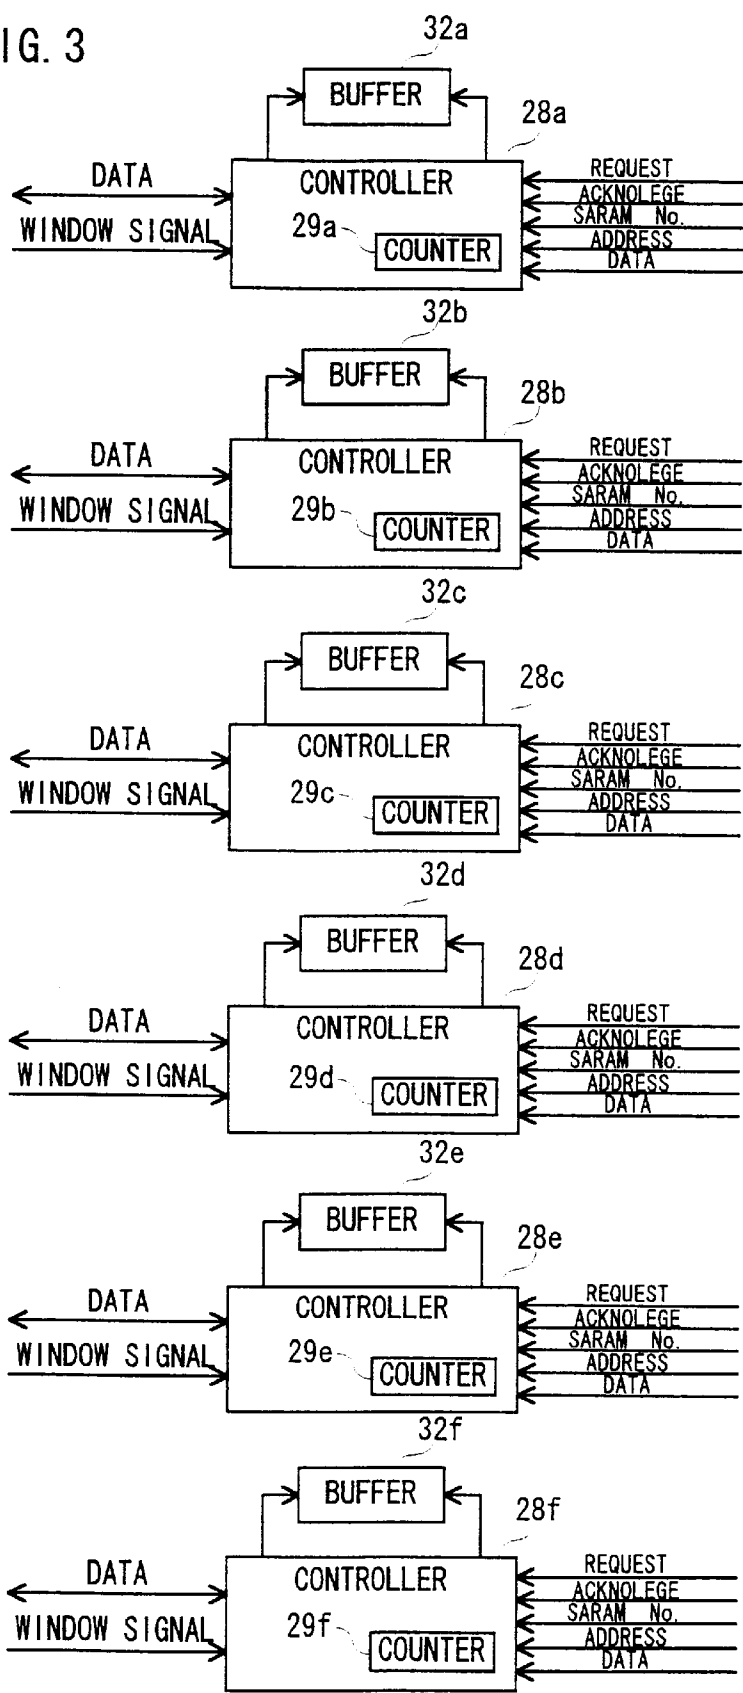 IG. 3
32a
BUFFER
28a
DATA
CONTROLLER
REQUEST
ACKNOLEGE
SARAM No.
WINDOW SIGNAL
29a
COUNTER
ADDRESS
DATA
32b
BUFFER
28b
DATA
CONTROLLER
REQUEST
ACKNOLEGE
SARAM No.
WINDOW SIGNAL
29b
COUNTER
ADDRESS
DATA
32c
BUFFER
28c
DATA
CONTROLLER
REQUEST
ACKNOLEGE
SARAM No.
WINDOW SIGNAL
29c
COUNTER
ADDRESS
DATA
32d
BUFFER
28d
DATA
CONTROLLER
REQUEST
ACKNOLEGE
SARAM No.
WINDOW SIGNAL
29d
COUNTER
ADDRESS
DATA
32e
BUFFER
28e
DATA
CONTROLLER
REQUEST
ACKNOLEGE
SARAM No.
WINDOW SIGNAL
29e
COUNTER
ADDRESS
DATA
32f
BUFFER
28f
DATA
CONTROLLER
REQUEST
ACKNOLEGE
SARAM No.
WINDOW SIGNAL
29f
COUNTER
ADDRESS
DATA